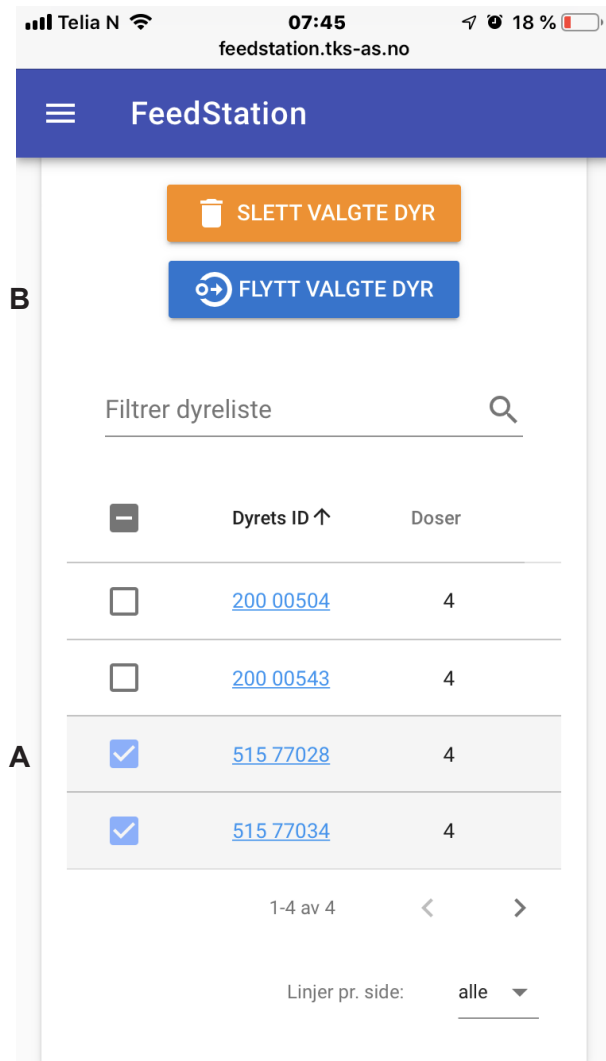 Telia N 07:45 18 %
feedstation.tks-as.no
FeedStation
SLETT VALGTE DYR
B
FLYTT VALGTE DYR
Filtrer dyreliste
Dyrets ID Doser
200 00504 4
200 00543 4
A
515 77028 4
515 77034 4
1-4 av 4
Linjer pr. side: alle